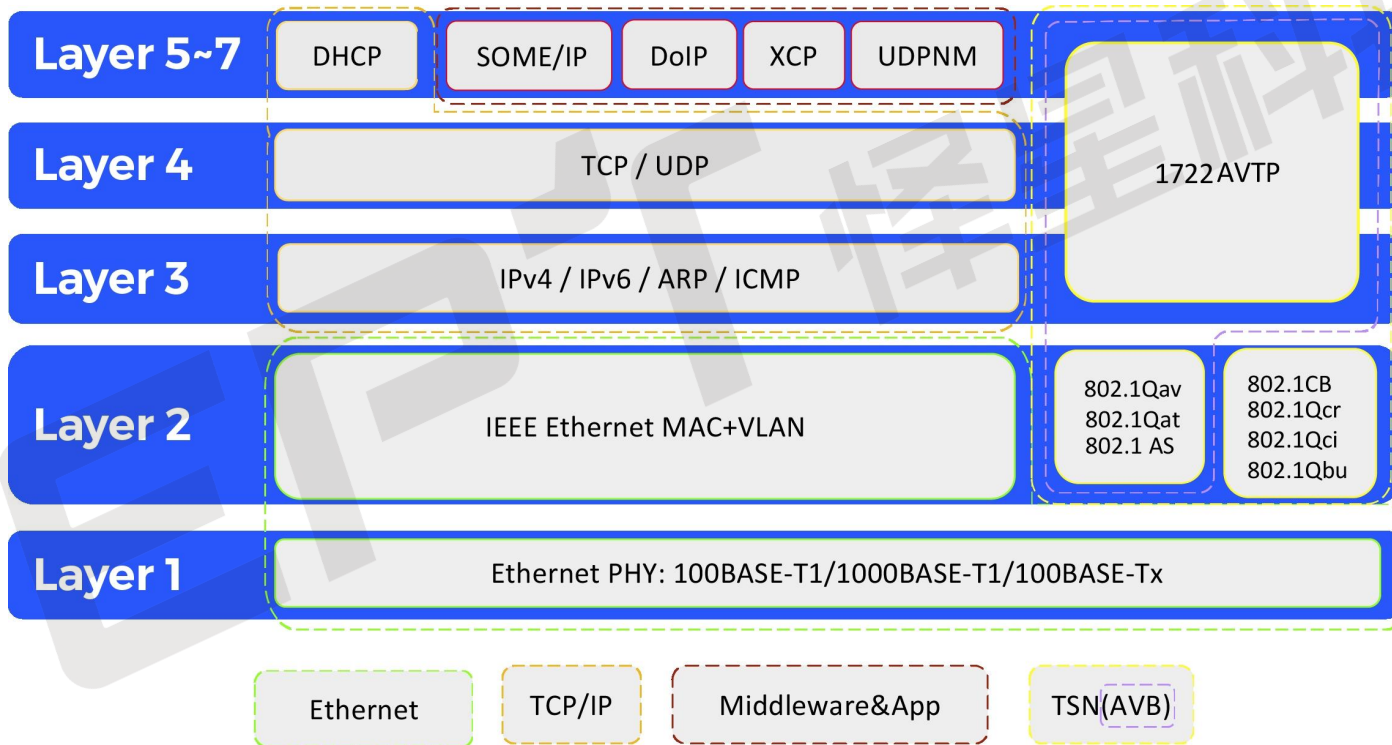 Layer 5~7
DHCP
SOME/IP
DoIP
XCP
UDPNM
Layer 4
TCP / UDP
1722 AVTP
Layer 3
IPv4 / IPv6 / ARP / ICMP
Layer 2
IEEE Ethernet MAC+VLAN
802.1Qav
802.1Qat
802.1 AS
802.1CB
802.1Qcr
802.1Qci
802.1Qbu
Layer 1
Ethernet PHY: 100BASE-T1/1000BASE-T1/100BASE-Tx
Ethernet
TCP/IP
Middleware&App
TSN(AVB)
怪星科